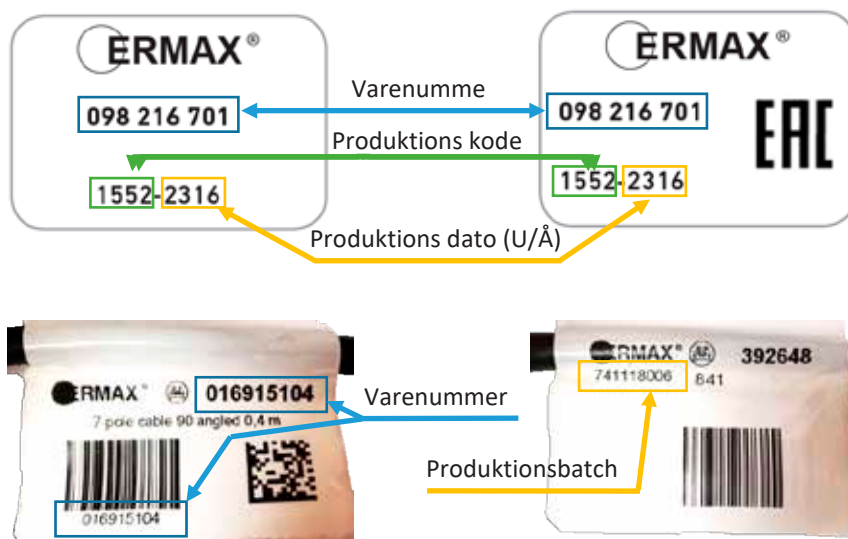 ERMAX®
ERMAX®
098 216 701
Varenumme
098 216 701
EAC
Produktions kode
1552-2316
1552-2316
Produktions dato (U/Å)
ERMAX®
016915104
7 pole cable 90 angled 0,4 m
016915104
Varenummer
ERMAX®
392648
741118006
641
Produktionsbatch